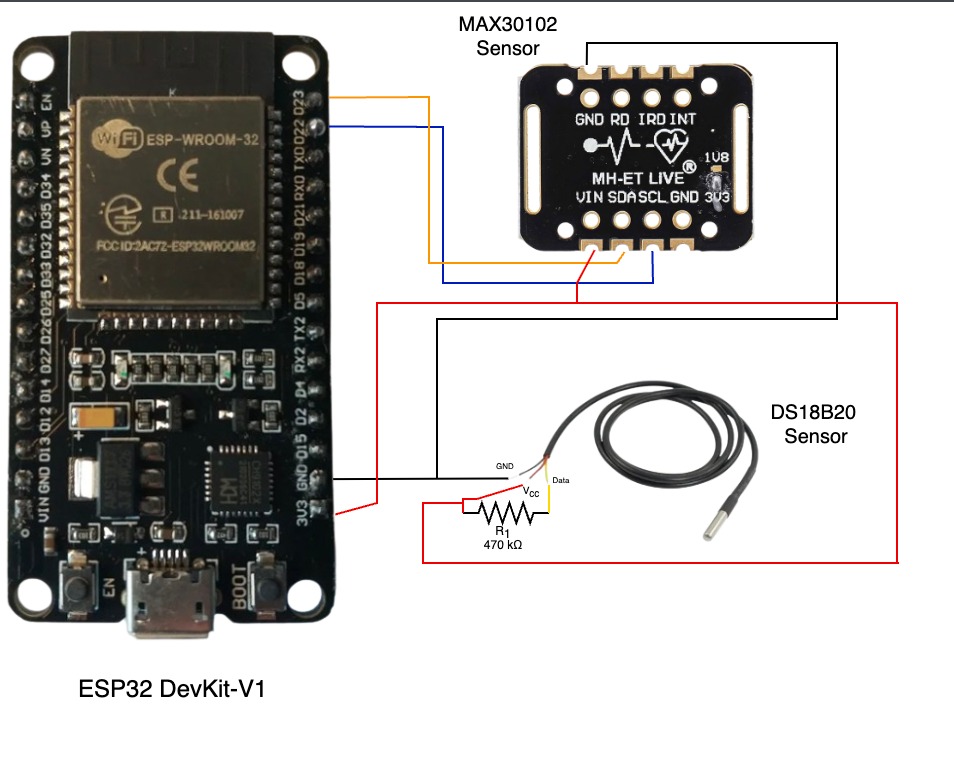 MAX30102
Sensor
GND RD IRD INT
1V8
MH-ET LIVE®
VIN SDA SCL GND 3V3
EN
VP
VN
D34
D35
D32
D33
D25
D26
D27
D14
D12
D13
GND
VIN
WiFi ESP-WROOM-32
CE
R 211-161007
FCC ID:2AC7Z-ESP32WROOM32
D23
D22
TX0
RX0
D21
D19
D18
D5
TX2
RX2
D4
D2
D15
GND
3V3
EN
BOOT
DS18B20
Sensor
GND
Data
Vcc
R1
470 kΩ
ESP32 DevKit-V1